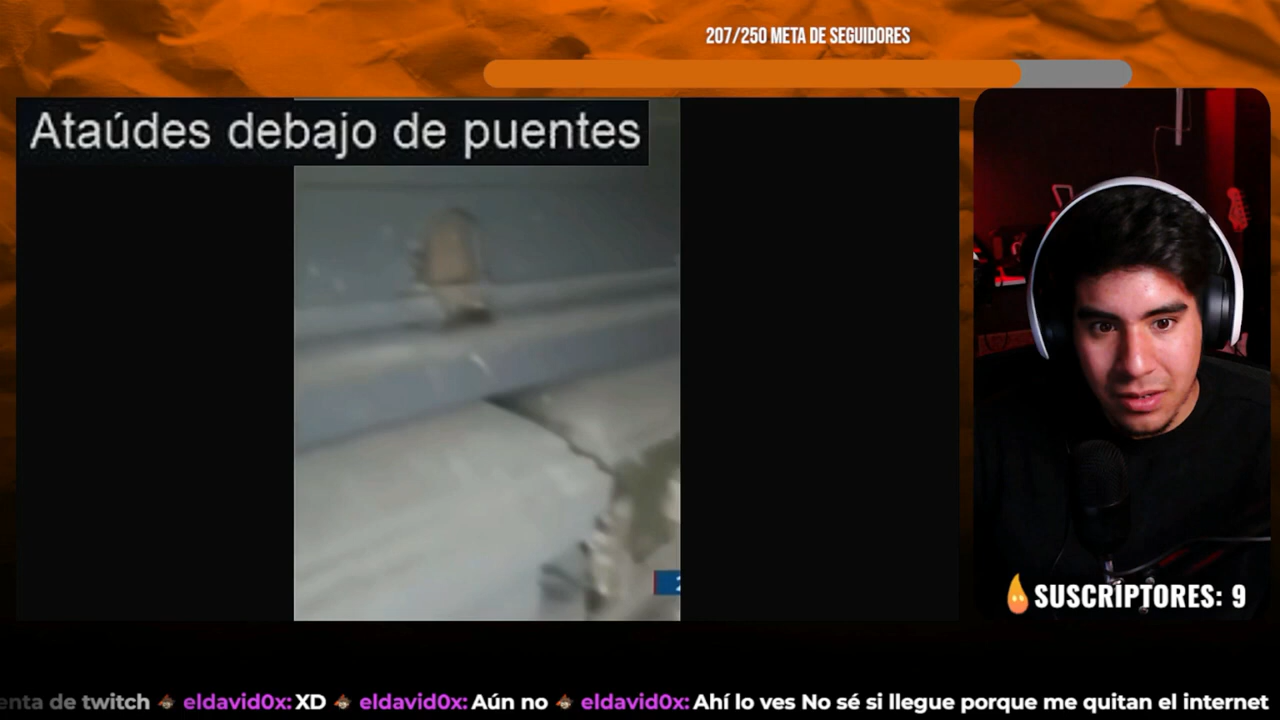 207/250 META DE SEGUIDORES
Ataúdes debajo de puentes
2
SUSCRIPTORES: 9
enta de twitch eldavid0x: XD eldavid0x: Aún no eldavid0x: Ahí lo ves No sé si llegue porque me quitan el internet